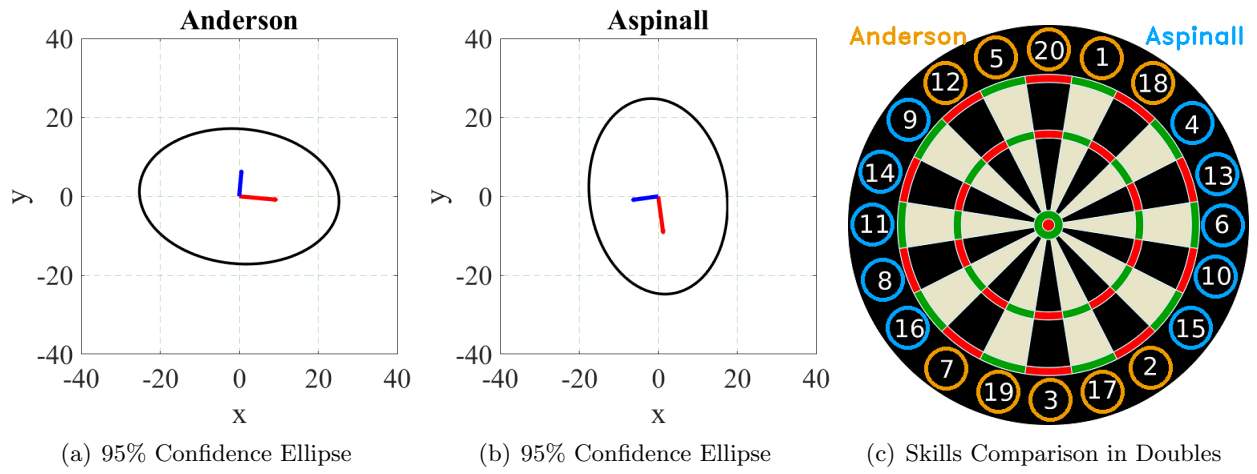 Anderson
40
20
0
-20
-40
-40 -20 0 20 40
y
x
(a) 95% Confidence Ellipse
Aspinall
40
20
0
-20
-40
-40 -20 0 20 40
y
x
(b) 95% Confidence Ellipse
Anderson
Aspinall
20
1
18
4
13
6
10
15
2
17
3
19
7
16
8
11
14
9
12
5
(c) Skills Comparison in Doubles